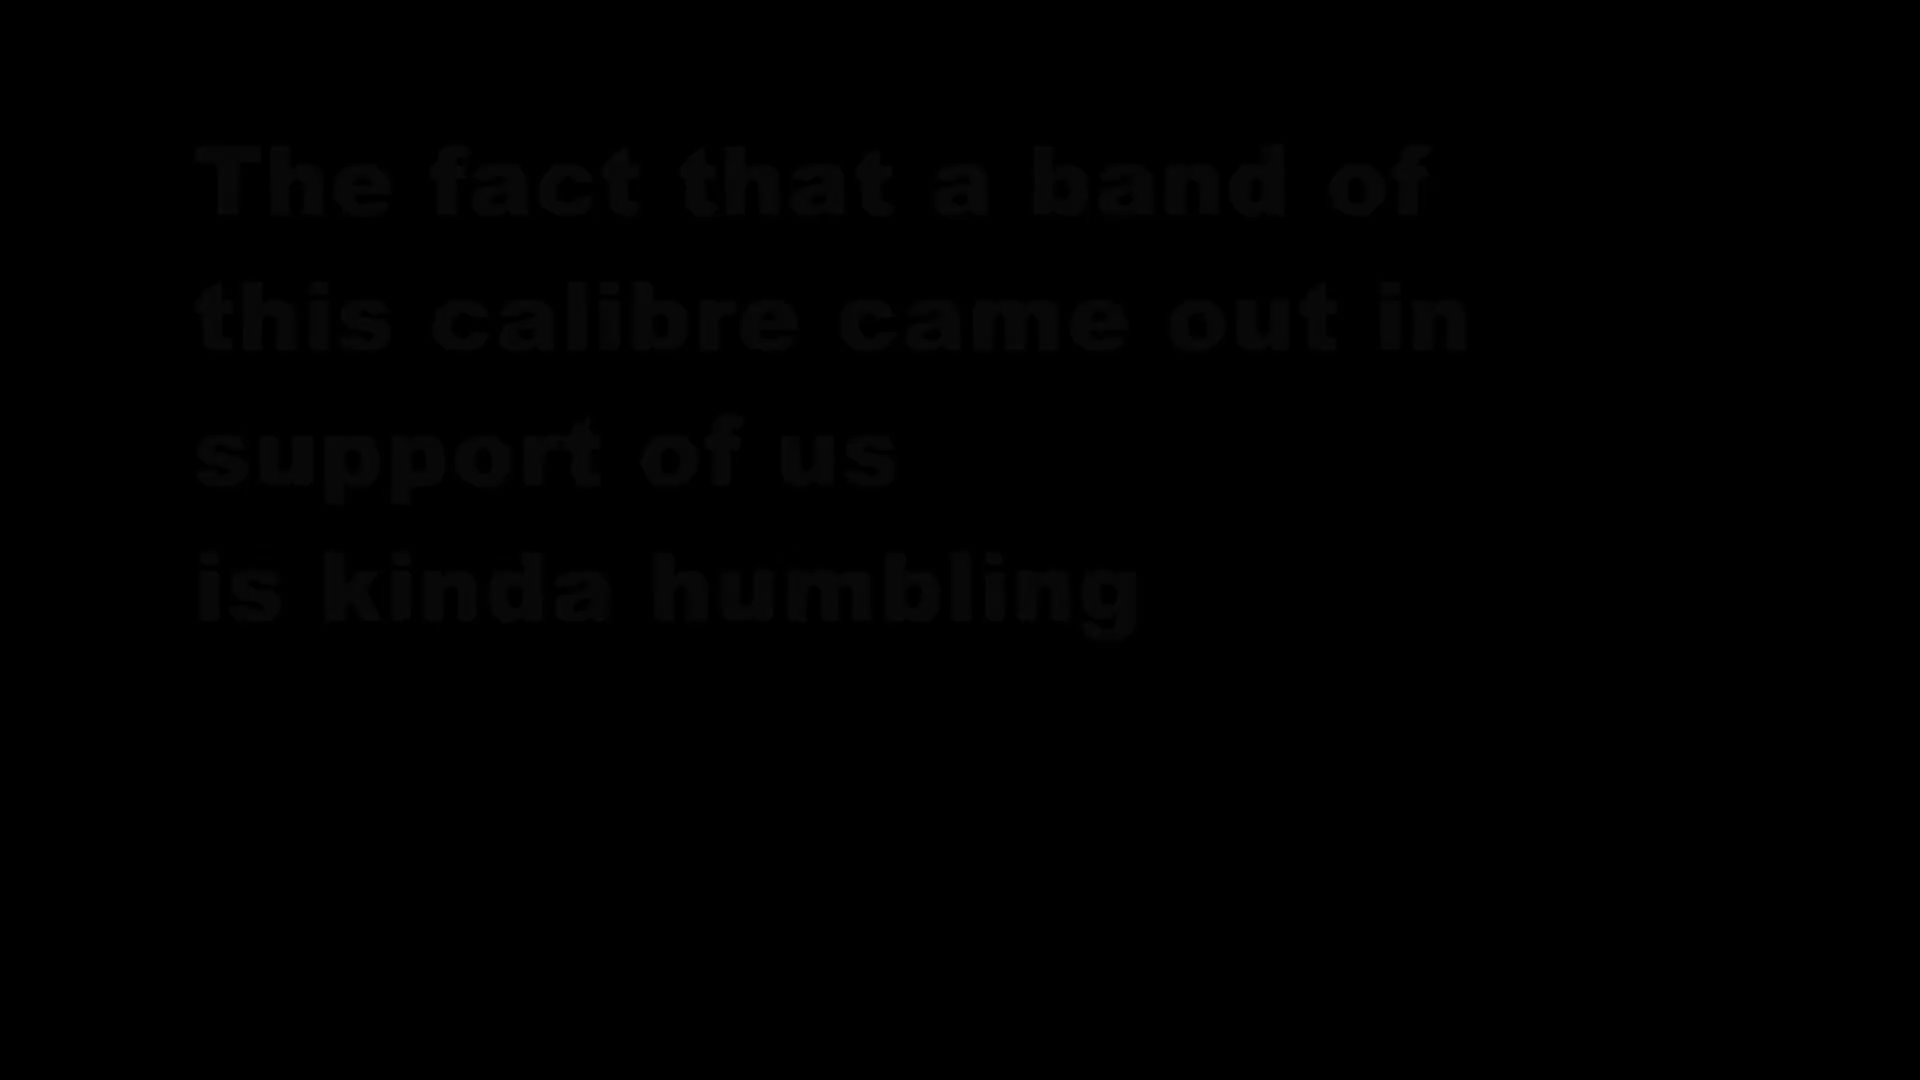 The fact that a band of
this calibre came out in
support of us
is kinda humbling